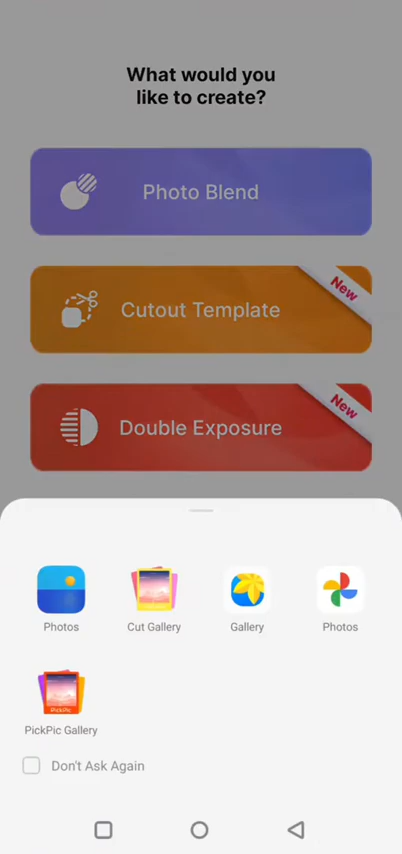 What would you
like to create?
Photo Blend
Cutout Template
New
Double Exposure
New
Photos
Cut Gallery
Gallery
Photos
PickPic
PickPic Gallery
Don't Ask Again